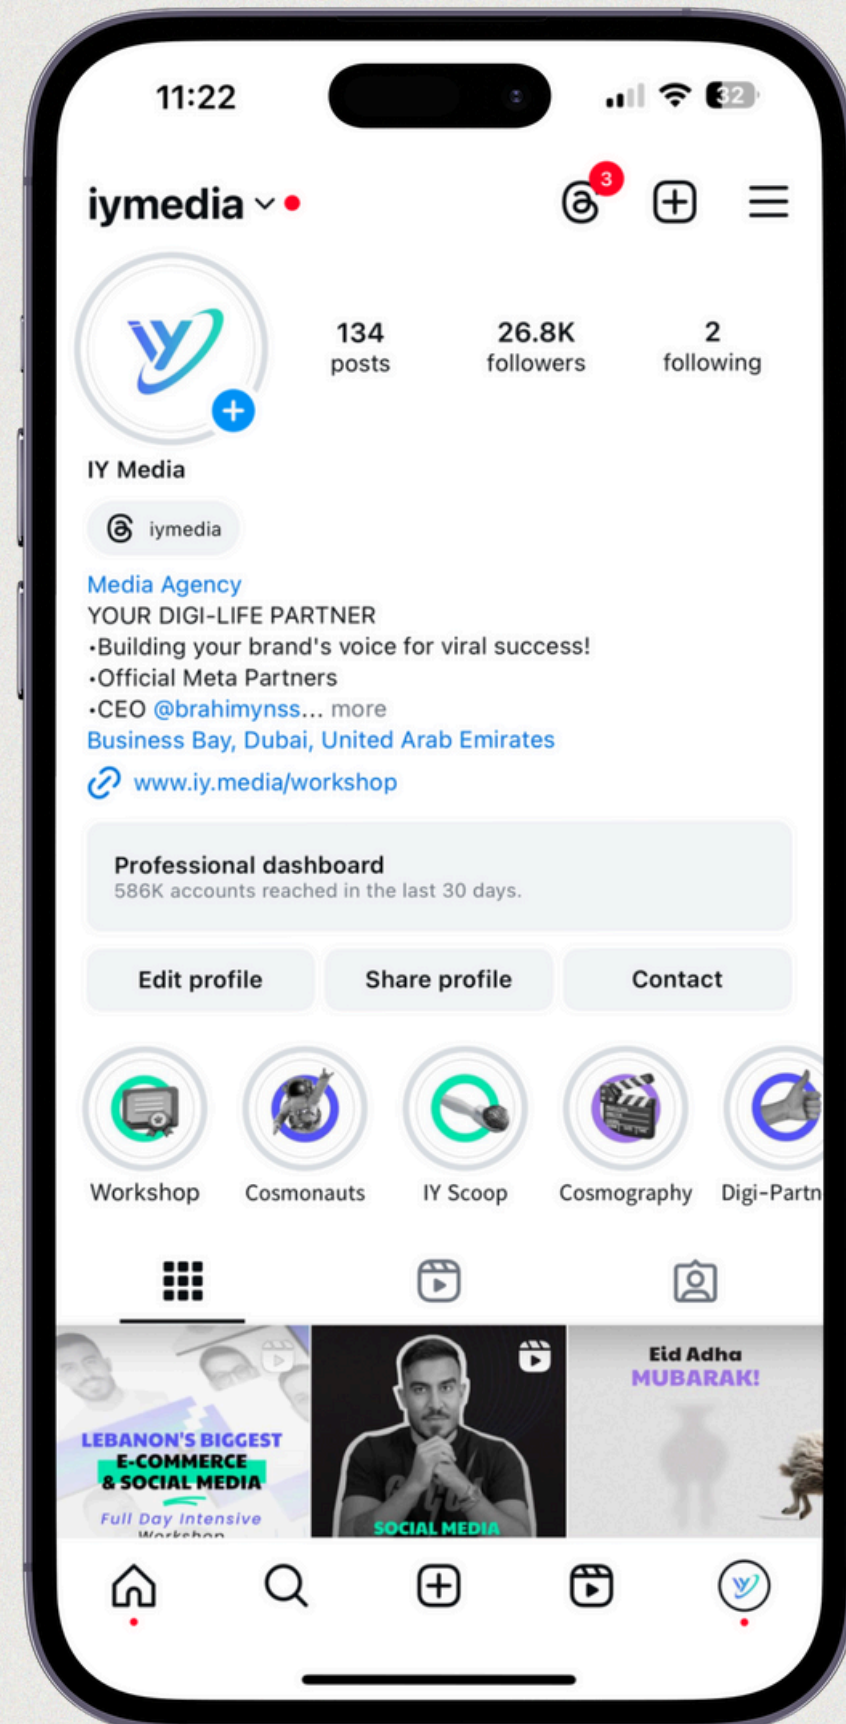 11:22
32
iymedia
3
134 posts
26.8K followers
2 following
IY Media
iymedia
Media Agency
YOUR DIGI-LIFE PARTNER
•Building your brand's voice for viral success!
•Official Meta Partners
•CEO @brahimynss... more
Business Bay, Dubai, United Arab Emirates
www.iy.media/workshop
Professional dashboard
586K accounts reached in the last 30 days.
Edit profile
Share profile
Contact
Workshop
Cosmonauts
IY Scoop
Cosmography
Digi-Partn
LEBANON'S BIGGEST
E-COMMERCE
& SOCIAL MEDIA
Full Day Intensive
Workshop
SOCIAL MEDIA
Eid Adha
MUBARAK!